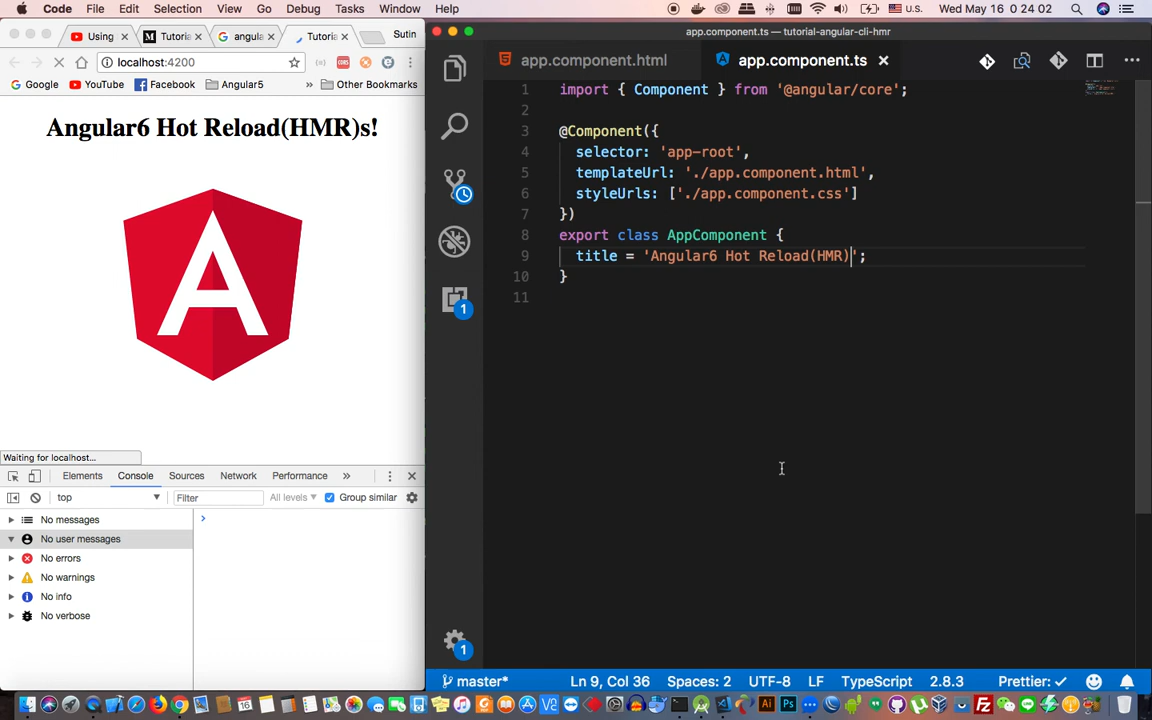 Code File Edit Selection View Go Debug Tasks Window Help
U.S. Wed May 16 0 24 02
Using
Tutoria
angula
Tutoria
Sutin
localhost:4200
Google YouTube Facebook Angular5 » Other Bookmarks
Angular6 Hot Reload(HMR)s!
A
Waiting for localhost...
Elements Console Sources Network Performance »
top Filter All levels Group similar
No messages
No user messages
No errors
No warnings
No info
No verbose
app.component.ts — tutorial-angular-cli-hmr
app.component.html app.component.ts
1 import { Component } from '@angular/core';
2
3 @Component({
4 selector: 'app-root',
5 templateUrl: './app.component.html',
6 styleUrls: ['./app.component.css']
7 })
8 export class AppComponent {
9 title = 'Angular6 Hot Reload(HMR)';
10 }
11
1
1
master* Ln 9, Col 36 Spaces: 2 UTF-8 LF TypeScript 2.8.3 Prettier: ✓